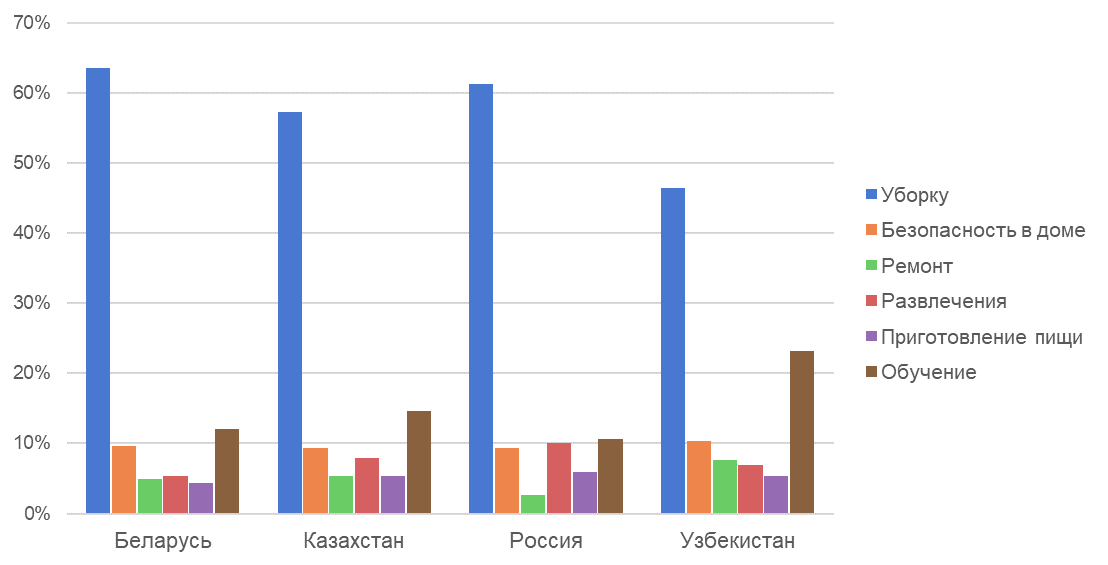 70%
60%
50%
40%
30%
20%
10%
0%
Беларусь
Казахстан
Россия
Узбекистан
Уборку
Безопасность в доме
Ремонт
Развлечения
Приготовление пищи
Обучение